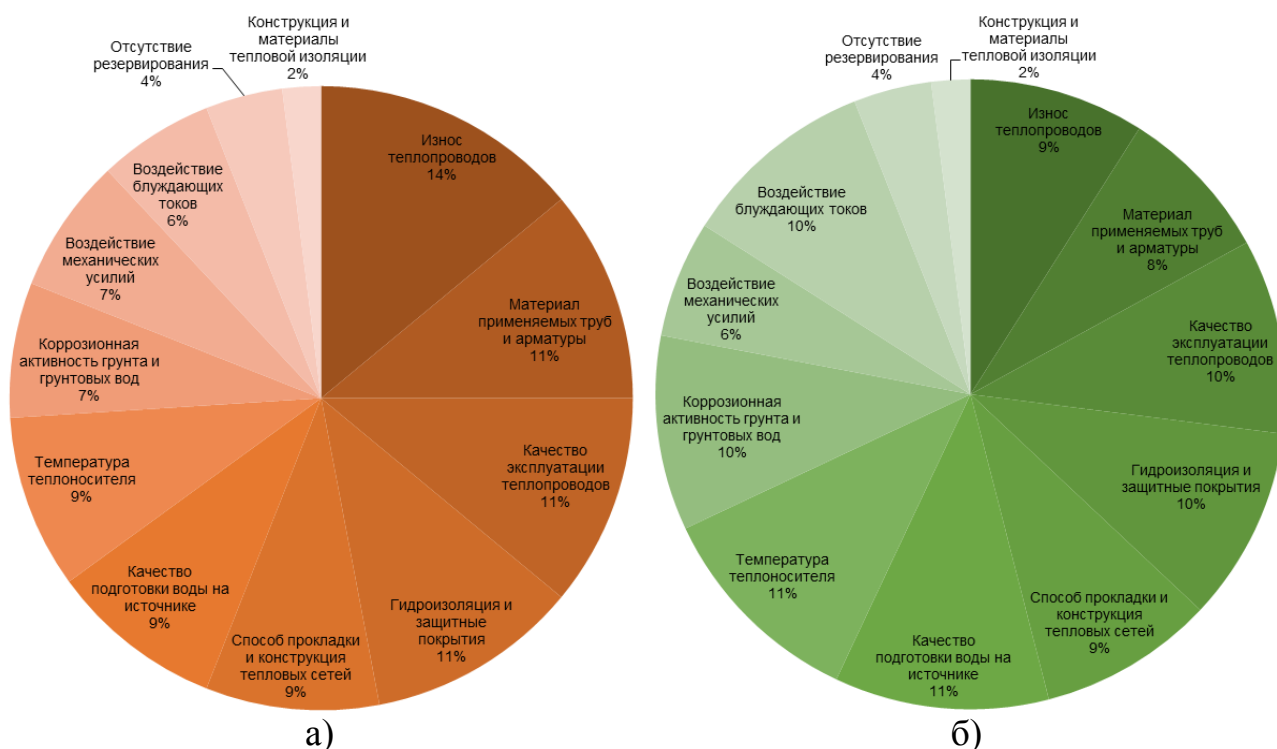 Конструкция и
материалы
тепловой изоляции
2%
Отсутствие
резервирования
4%
Износ
теплопроводов
14%
Воздействие
блуждающих
токов
6%
Материал
применяемых труб
и арматуры
11%
Воздействие
механических
усилий
7%
Коррозионная
активность грунта и
грунтовых вод
7%
Качество
эксплуатации
теплопроводов
11%
Температура
теплоносителя
9%
Качество
подготовки воды на
источнике
9%
Способ прокладки
и конструкция
тепловых сетей
9%
Гидроизоляция и
защитные
покрытия
11%
а)
Конструкция и
материалы
тепловой изоляции
2%
Отсутствие
резервирования
4%
Износ
теплопроводов
9%
Воздействие
блуждающих токов
10%
Материал
применяемых труб
и арматуры
8%
Воздействие
механических
усилий
6%
Качество
эксплуатации
теплопроводов
10%
Коррозионная
активность грунта и
грунтовых вод
10%
Гидроизоляция и
защитные покрытия
10%
Температура
теплоносителя
11%
Способ прокладки и
конструкция
тепловых сетей
9%
Качество
подготовки воды на
источнике
11%
б)